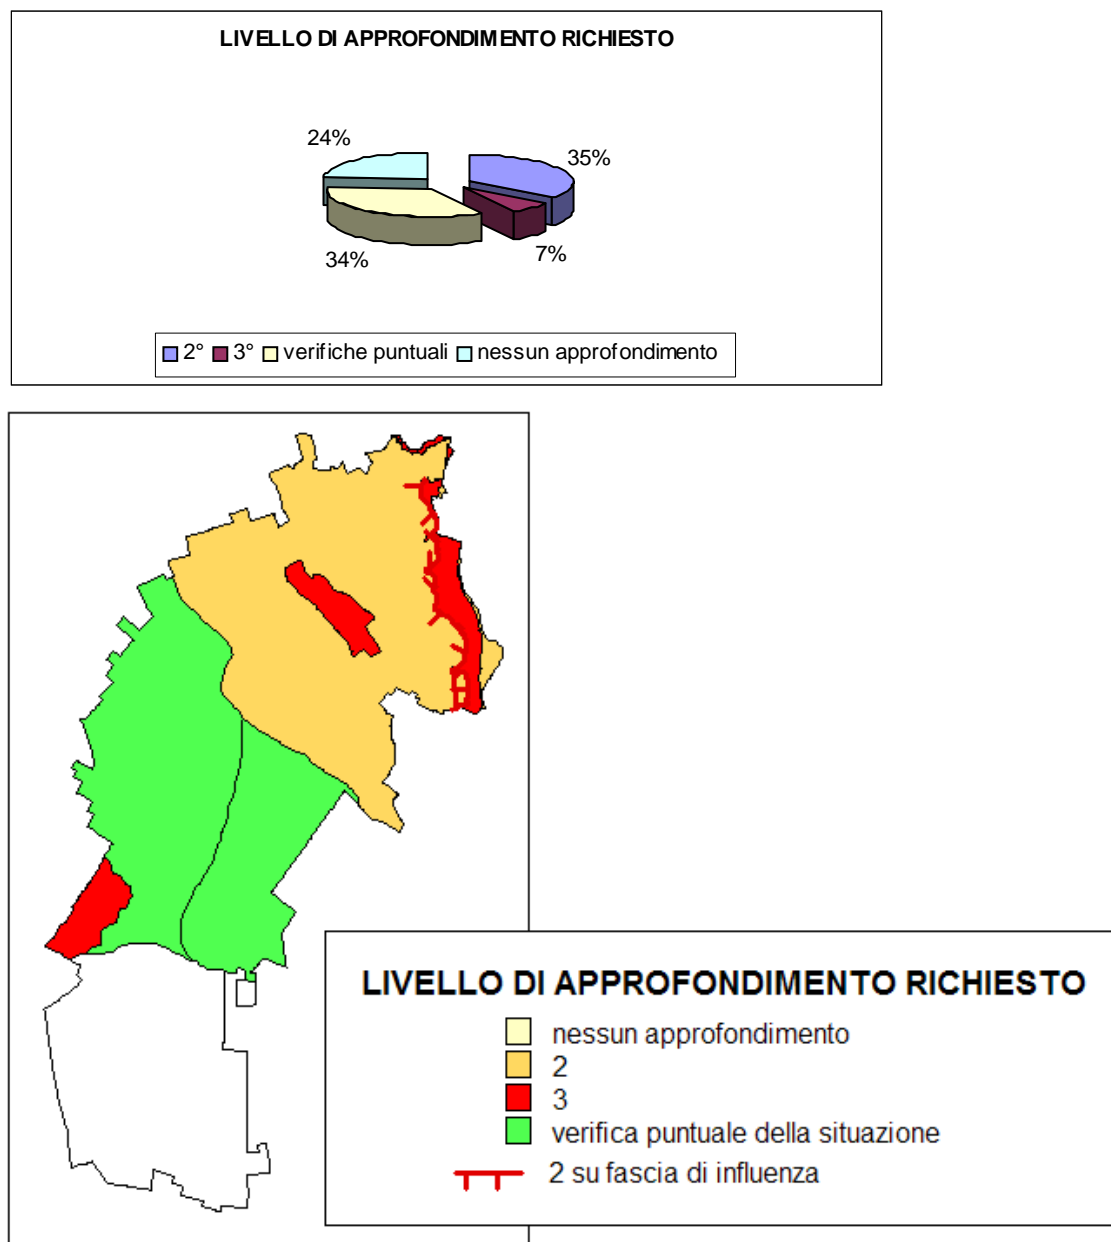 LIVELLO DI APPROFONDIMENTO RICHIESTO
24%
35%
34%
7%
2° 3° verifiche puntuali nessun approfondimento
LIVELLO DI APPROFONDIMENTO RICHIESTO
nessun approfondimento
2
3
verifica puntuale della situazione
2 su fascia di influenza